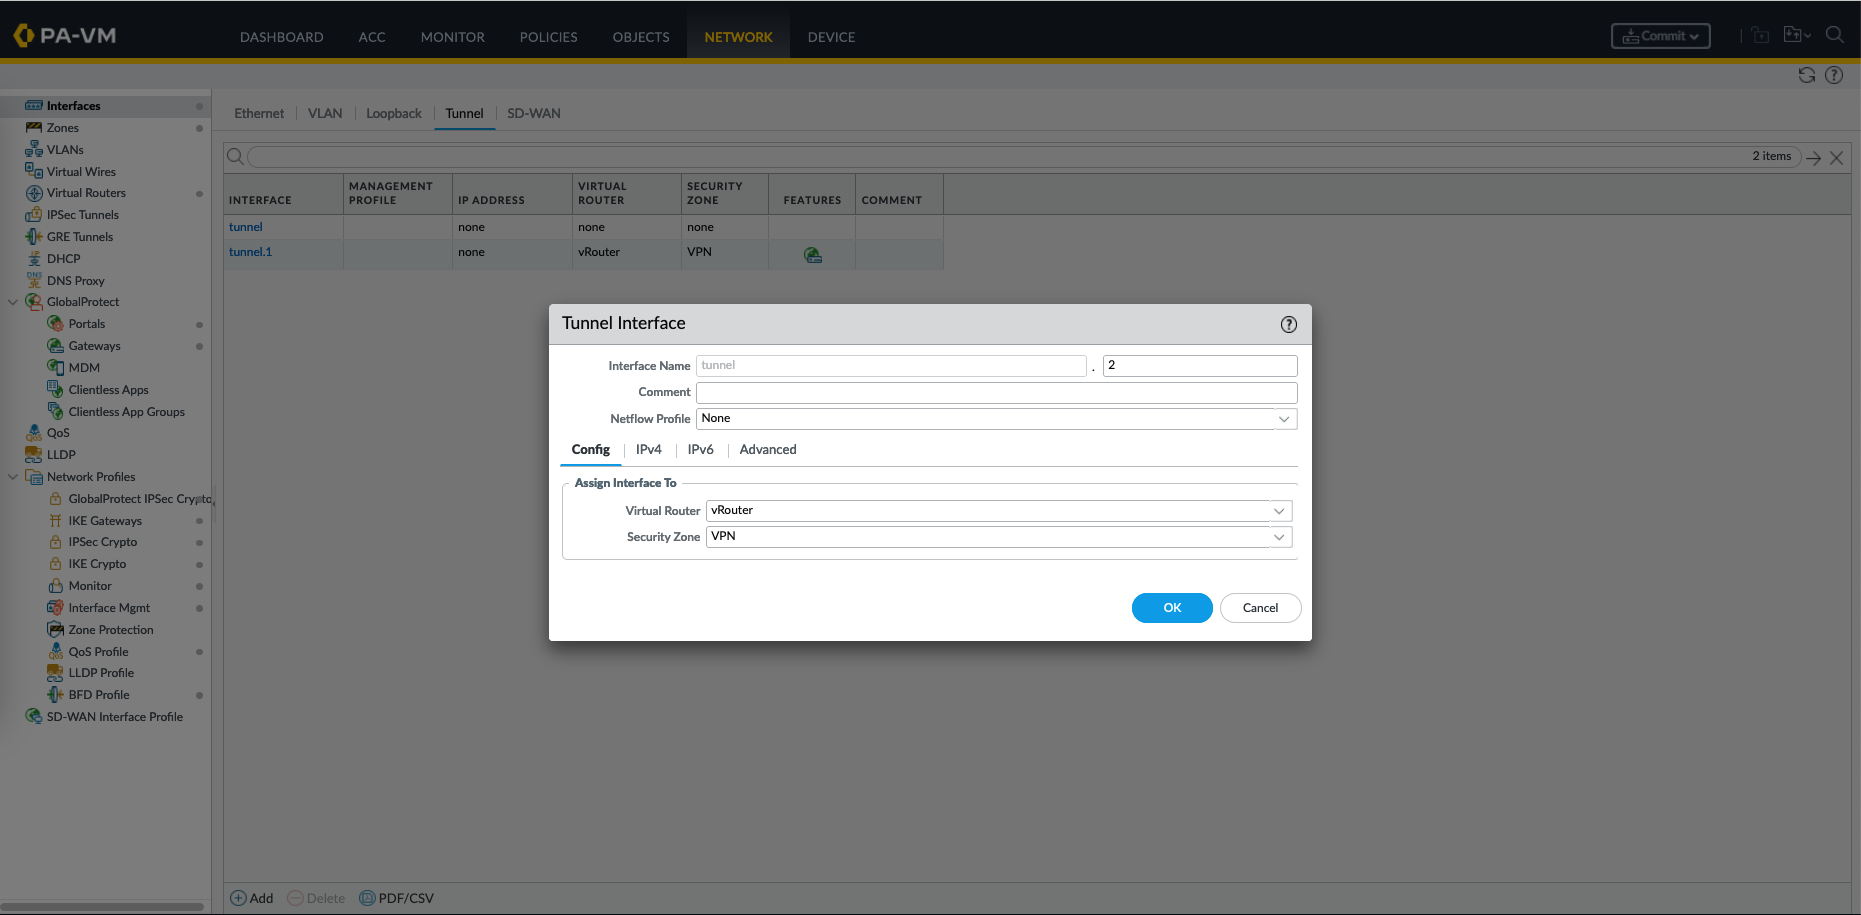 PA-VM
DASHBOARD ACC MONITOR POLICIES OBJECTS NETWORK DEVICE
Commit
Interfaces
Zones
VLANs
Virtual Wires
Virtual Routers
IPSec Tunnels
GRE Tunnels
DHCP
DNS Proxy
GlobalProtect
Portals
Gateways
MDM
Clientless Apps
Clientless App Groups
QoS
LLDP
Network Profiles
GlobalProtect IPSec Crypto
IKE Gateways
IPSec Crypto
IKE Crypto
Monitor
Interface Mgmt
Zone Protection
QoS Profile
LLDP Profile
BFD Profile
SD-WAN Interface Profile
Ethernet VLAN Loopback Tunnel SD-WAN
2 items
INTERFACE MANAGEMENT PROFILE IP ADDRESS VIRTUAL ROUTER SECURITY ZONE FEATURES COMMENT
tunnel none none none
tunnel.1 none vRouter VPN
Tunnel Interface
Interface Name tunnel . 2
Comment
Netflow Profile None
Config IPv4 IPv6 Advanced
Assign Interface To
Virtual Router vRouter
Security Zone VPN
OK Cancel
Add Delete PDF/CSV